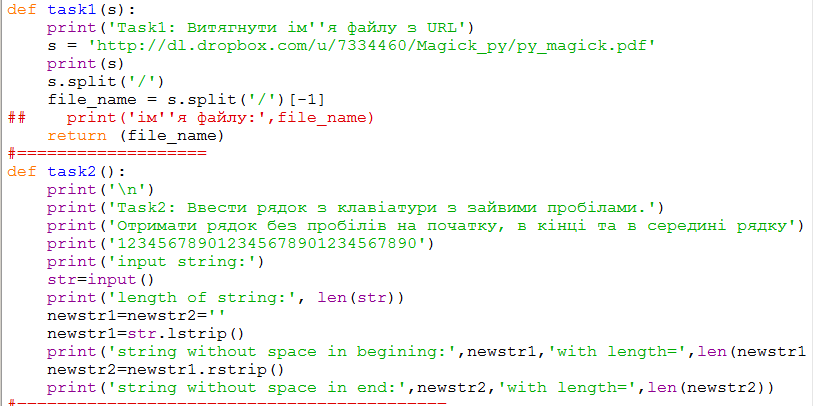 def task1(s):
    print('Task1: Витягнути ім''я файлу з URL')
    s = 'http://dl.dropbox.com/u/7334460/Magick_py/py_magick.pdf'
    print(s)
    s.split('/')
    file_name = s.split('/')[-1]
##    print('ім''я файлу:',file_name)
    return (file_name)
#===================
def task2():
    print('\n')
    print('Task2: Ввести рядок з клавіатури з зайвими пробілами.')
    print('Отримати рядок без пробілів на початку, в кінці та в середині рядку')
    print('123456789012345678901234567890')
    print('input string:')
    str=input()
    print('length of string:', len(str))
    newstr1=newstr2=''
    newstr1=str.lstrip()
    print('string without space in begining:',newstr1,'with length=',len(newstr1
    newstr2=newstr1.rstrip()
    print('string without space in end:',newstr2,'with length=',len(newstr2))
#===========================================